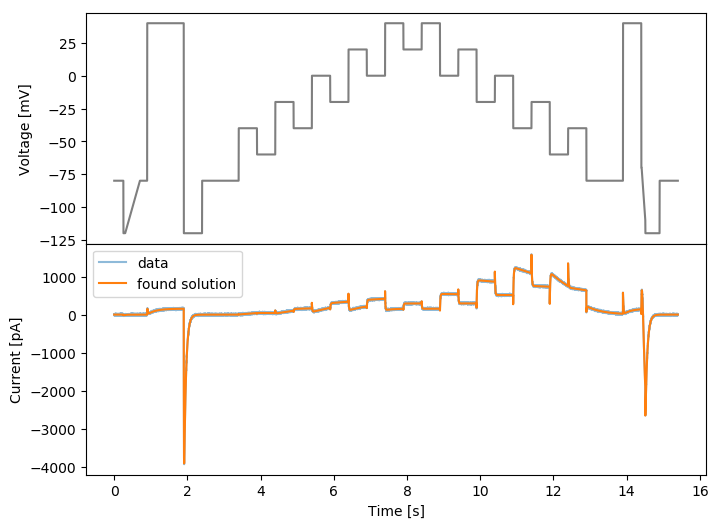 25
0
−25
−50
−75
−100
−125
Voltage [mV]
data
found solution
1000
0
−1000
−2000
−3000
−4000
Current [pA]
0 2 4 6 8 10 12 14 16
Time [s]